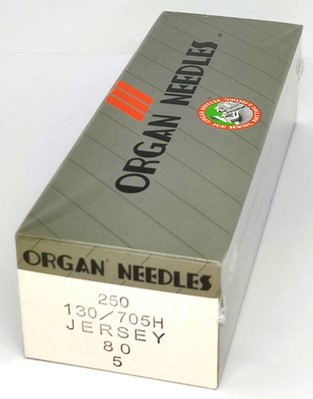 ORGAN NEEDLES
ORGAN NEEDLES
250
130/705H
JERSEY
80
5